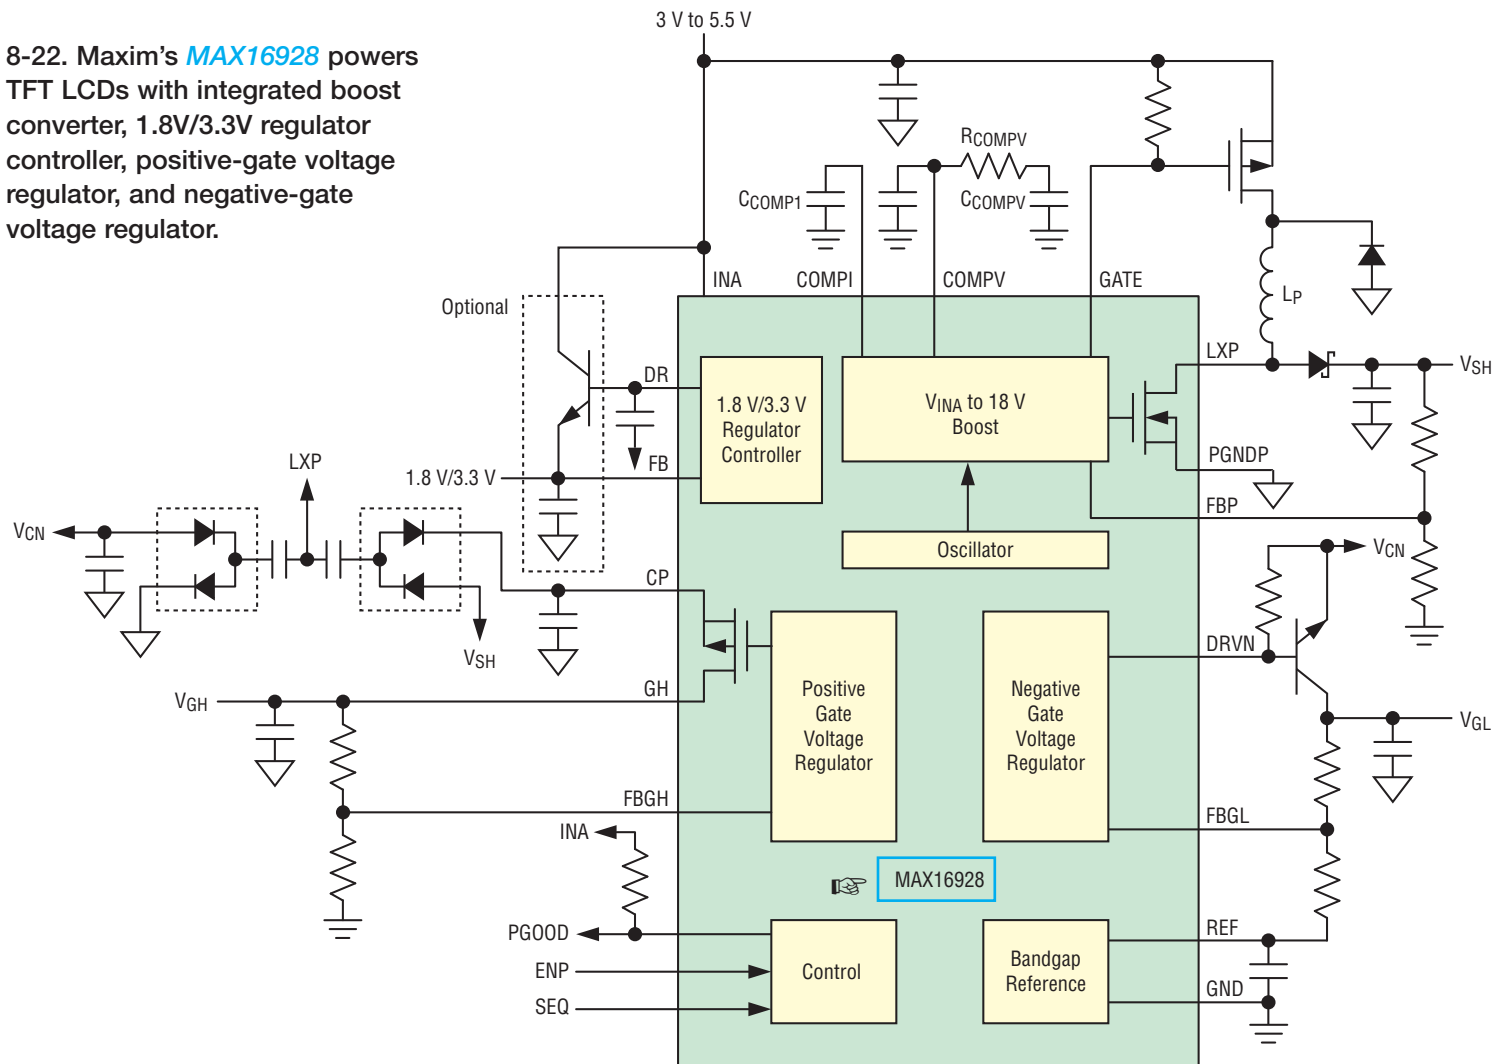 3 V to 5.5 V
8-22. Maxim's MAX16928 powers
TFT LCDs with integrated boost
converter, 1.8V/3.3V regulator
controller, positive-gate voltage
regulator, and negative-gate
voltage regulator.
RCOMPV
CCOMP1
CCOMPV
INA
COMPI
COMPV
GATE
Optional
LP
LXP
VSH
DR
1.8 V/3.3 V
Regulator
Controller
VINA to 18 V
Boost
FB
PGNDP
LXP
1.8 V/3.3 V
FBP
VCN
Oscillator
VCN
CP
VSH
DRVN
GH
VGH
Positive
Gate
Voltage
Regulator
Negative
Gate
Voltage
Regulator
VGL
FBGH
FBGL
INA
MAX16928
PGOOD
REF
ENP
Control
Bandgap
Reference
SEQ
GND